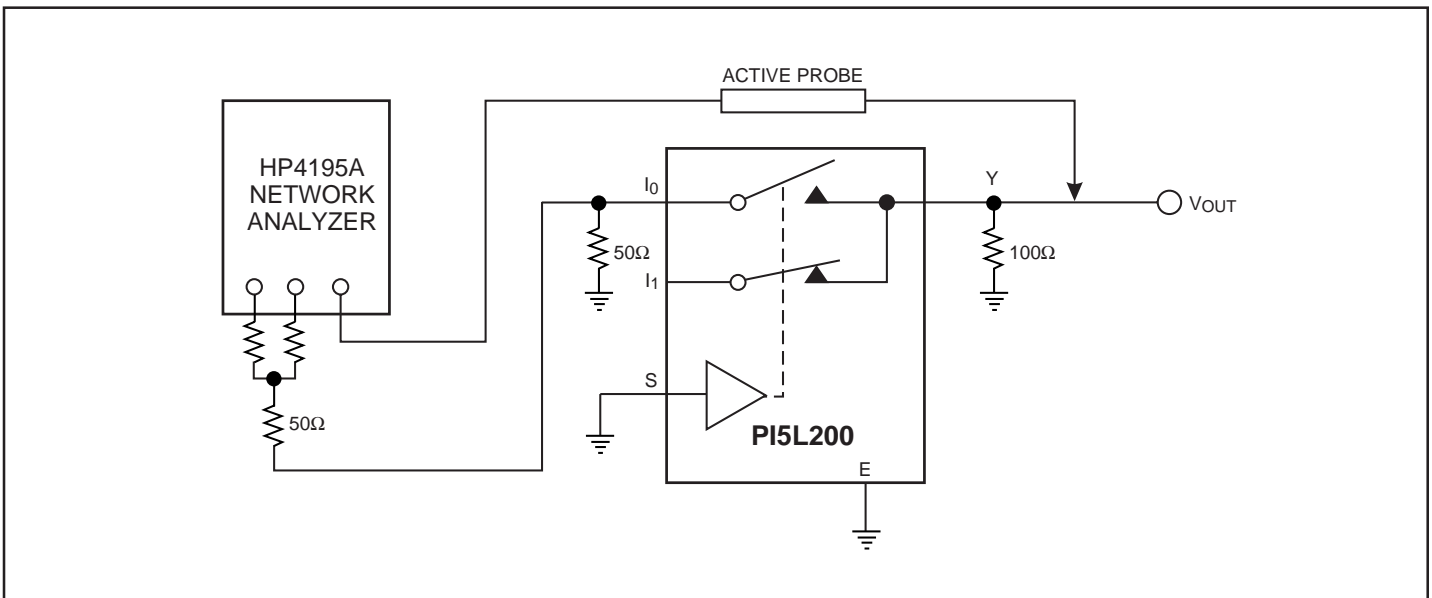 ACTIVE PROBE
HP4195A
NETWORK
ANALYZER
I0
Y
VOUT
50Ω
100Ω
I1
S
50Ω
PI5L200
E